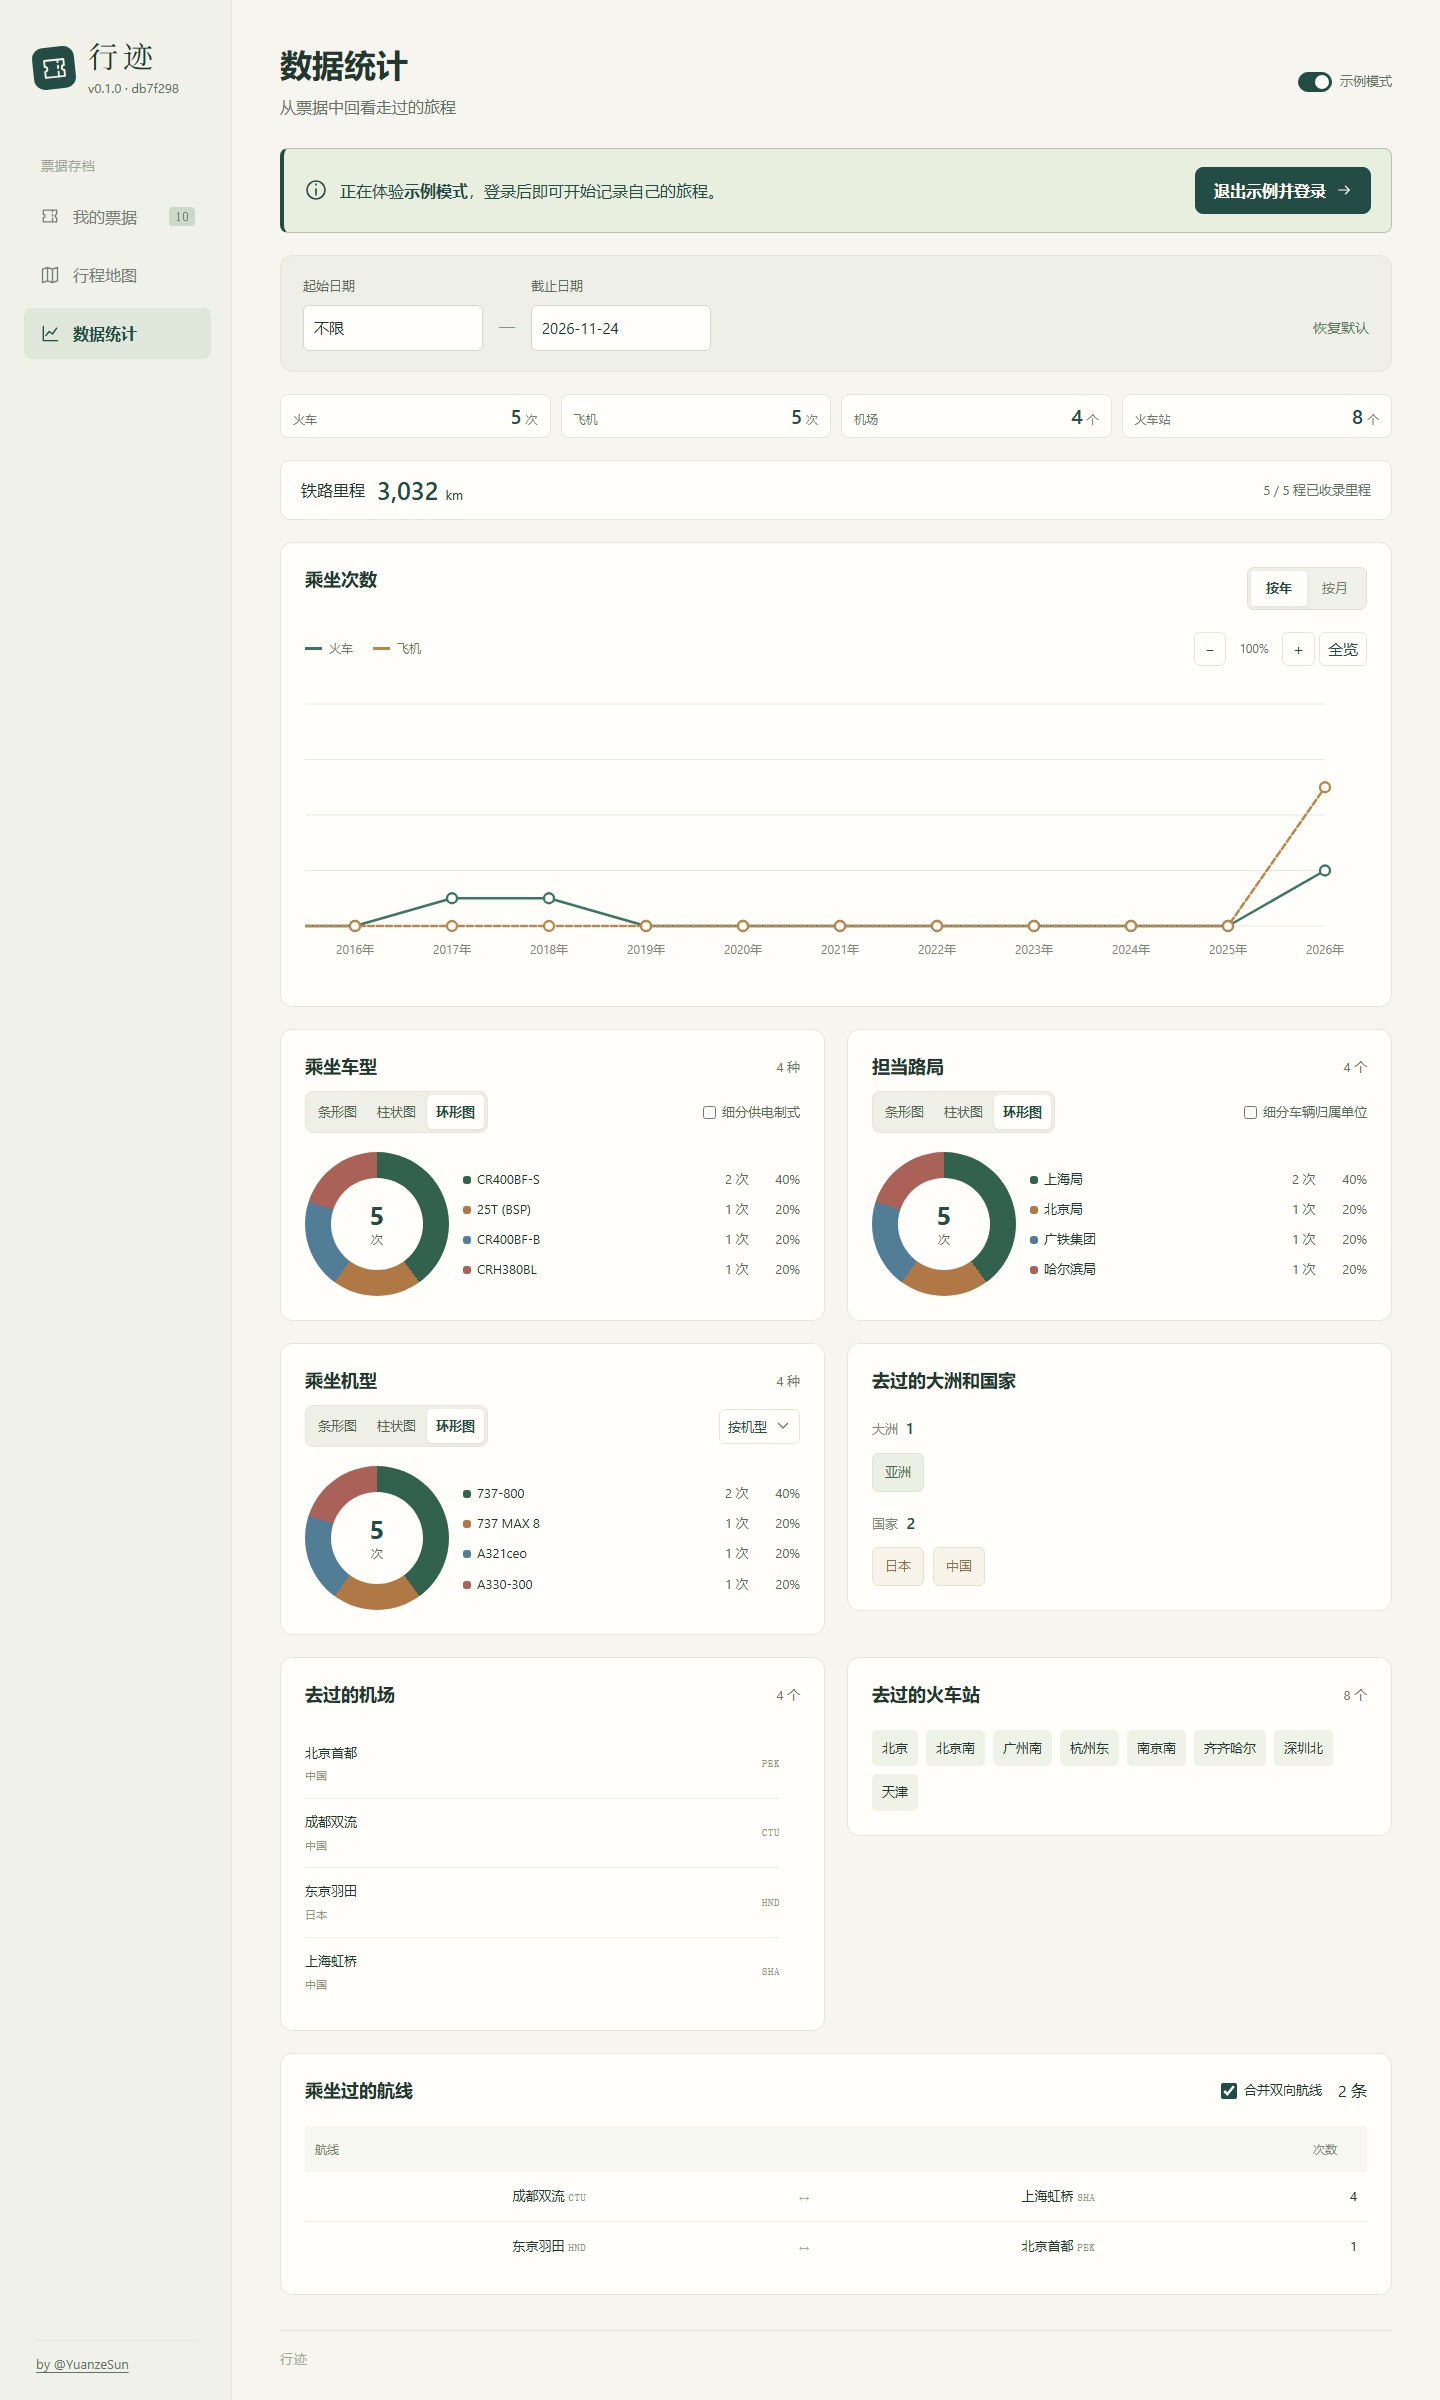 行迹
v0.1.0 · db7f298
票据存档
我的票据 10
行程地图
数据统计
by @YuanzeSun
数据统计
从票据中回看走过的旅程
示例模式
正在体验示例模式，登录后即可开始记录自己的旅程。
退出示例并登录 →
起始日期
截止日期
不限 — 2026-11-24
恢复默认
火车 5 次
飞机 5 次
机场 4 个
火车站 8 个
铁路里程 3,032 km
5 / 5 程已收录里程
乘坐次数
按年 按月
火车 飞机
− 100% + 全览
2016年 2017年 2018年 2019年 2020年 2021年 2022年 2023年 2024年 2025年 2026年
乘坐车型 4 种
条形图 柱状图 环形图
细分供电制式
5
次
CR400BF-S 2 次 40%
25T (BSP) 1 次 20%
CR400BF-B 1 次 20%
CRH380BL 1 次 20%
担当路局 4 个
条形图 柱状图 环形图
细分车辆归属单位
5
次
上海局 2 次 40%
北京局 1 次 20%
广铁集团 1 次 20%
哈尔滨局 1 次 20%
乘坐机型 4 种
条形图 柱状图 环形图
按机型
5
次
737-800 2 次 40%
737 MAX 8 1 次 20%
A321ceo 1 次 20%
A330-300 1 次 20%
去过的大洲和国家
大洲 1
亚洲
国家 2
日本 中国
去过的机场 4 个
北京首都
中国
PEK
成都双流
中国
CTU
东京羽田
日本
HND
上海虹桥
中国
SHA
去过的火车站 8 个
北京 北京南 广州南 杭州东 南京南 齐齐哈尔 深圳北
天津
乘坐过的航线
合并双向航线 2 条
航线 次数
成都双流 CTU ↔ 上海虹桥 SHA 4
东京羽田 HND ↔ 北京首都 PEK 1
行迹